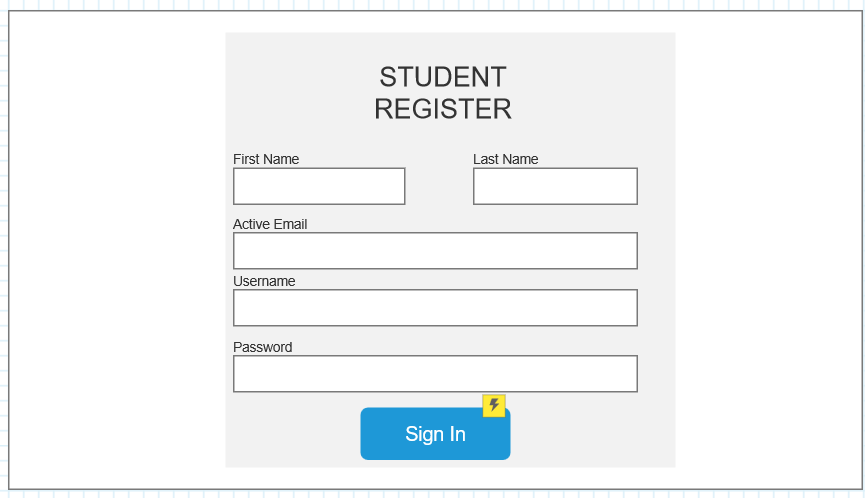 STUDENT
REGISTER
First Name
Last Name
Active Email
Username
Password
Sign In